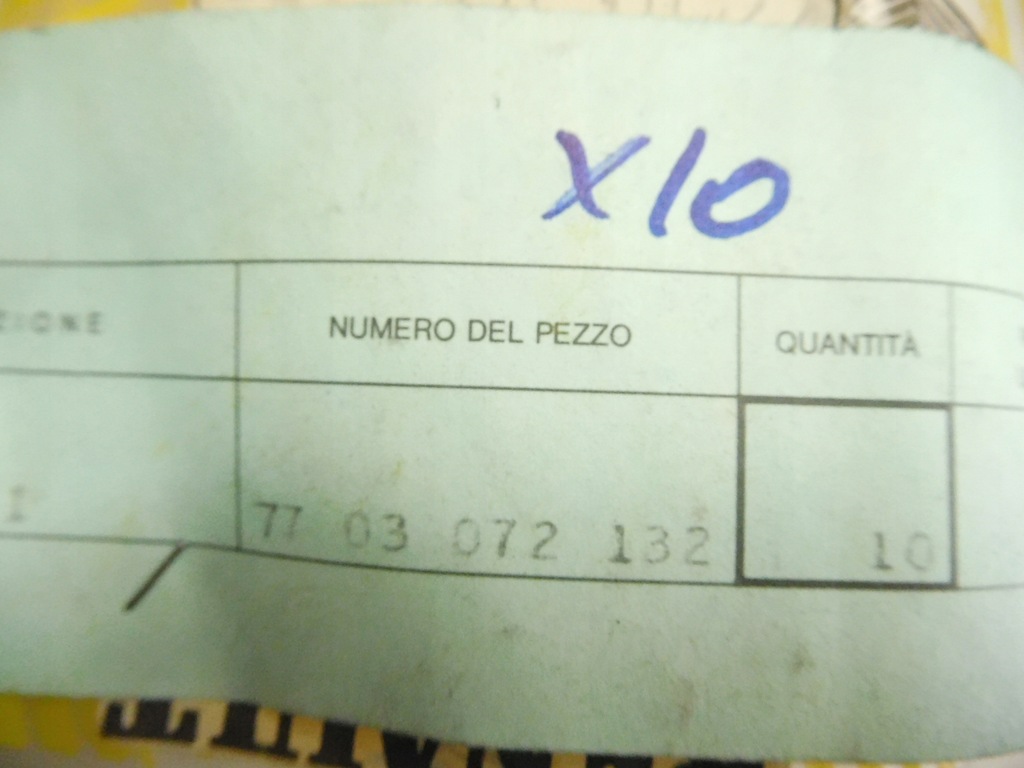 X10
ZIONE NUMERO DEL PEZZO QUANTITÀ
I 77 03 072 132 10